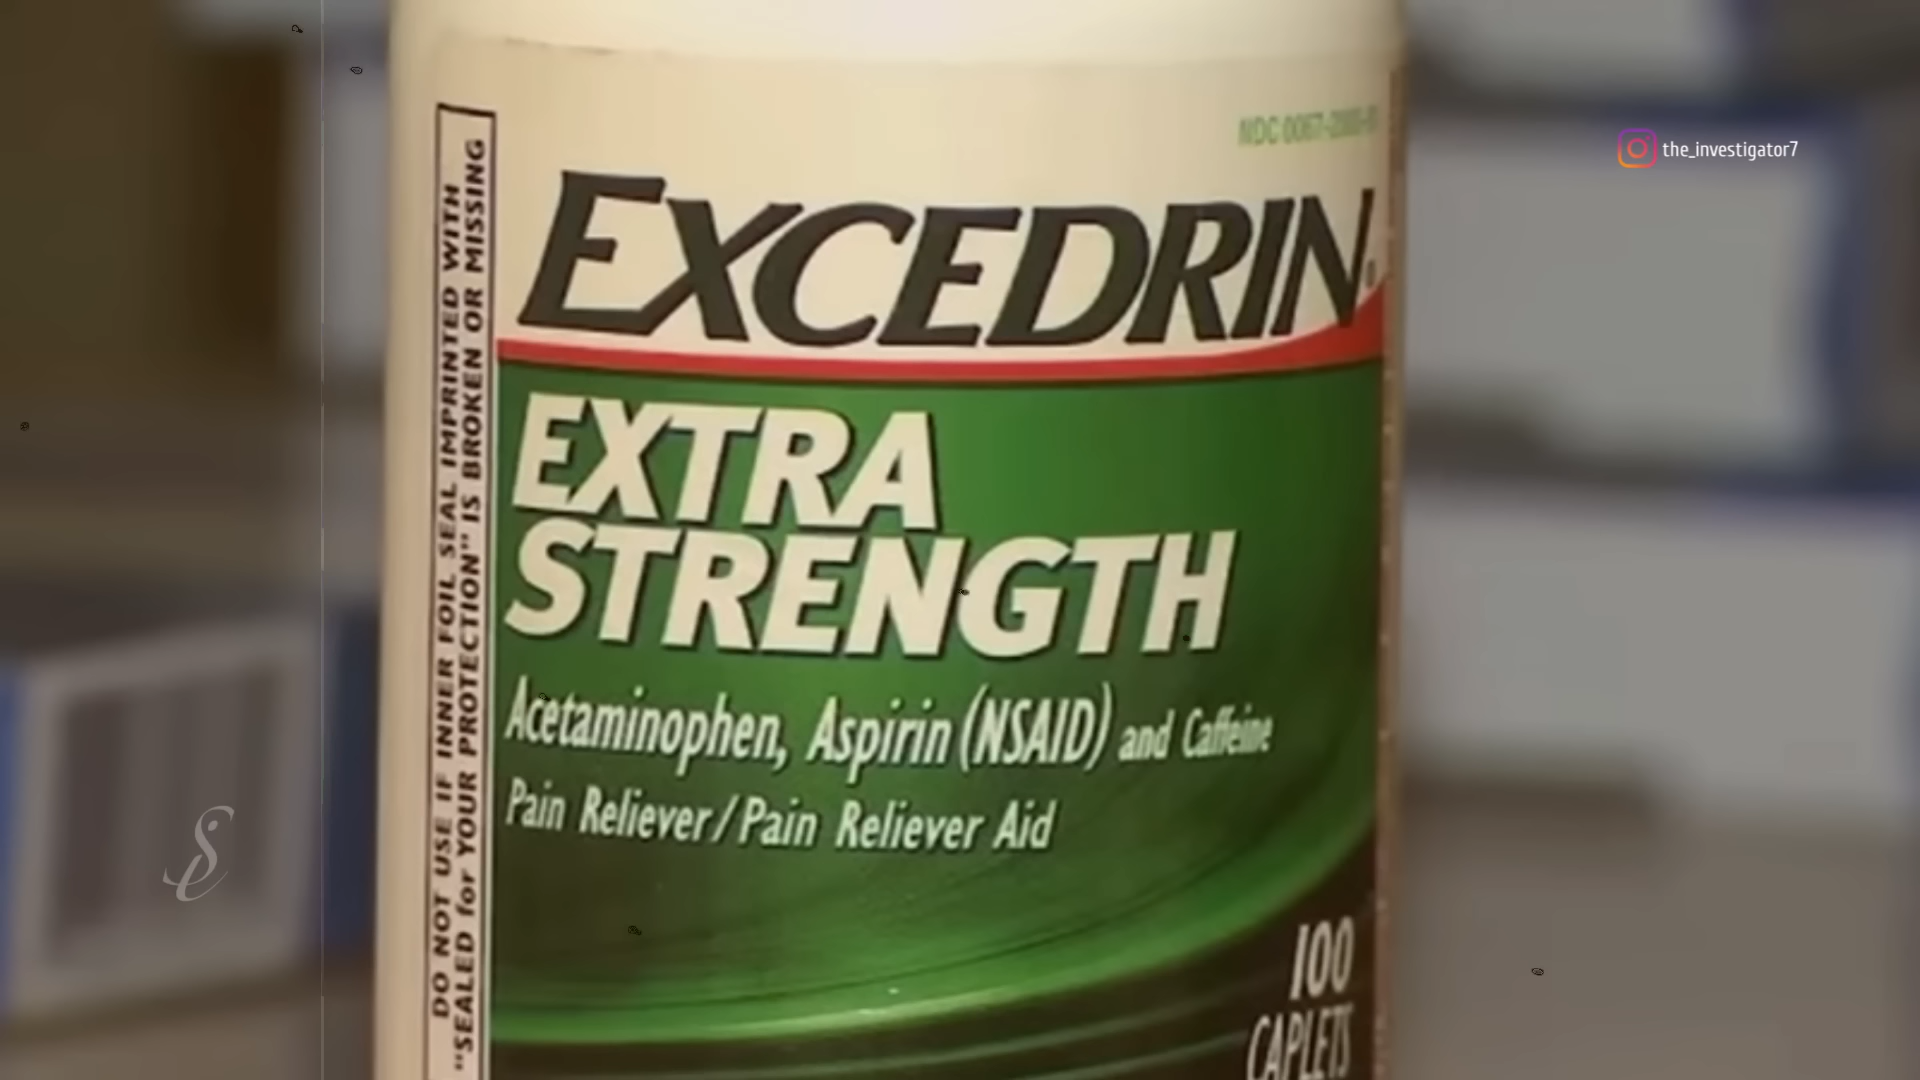 DO NOT USE IF INNER FOIL SEAL IMPRINTED WITH
"SEALED for YOUR PROTECTION" IS BROKEN OR MISSING
EXCEDRIN
EXTRA
STRENGTH
Acetaminophen, Aspirin (NSAID) and Caffeine
Pain Reliever/Pain Reliever Aid
100
CAPLETS
the_investigator7